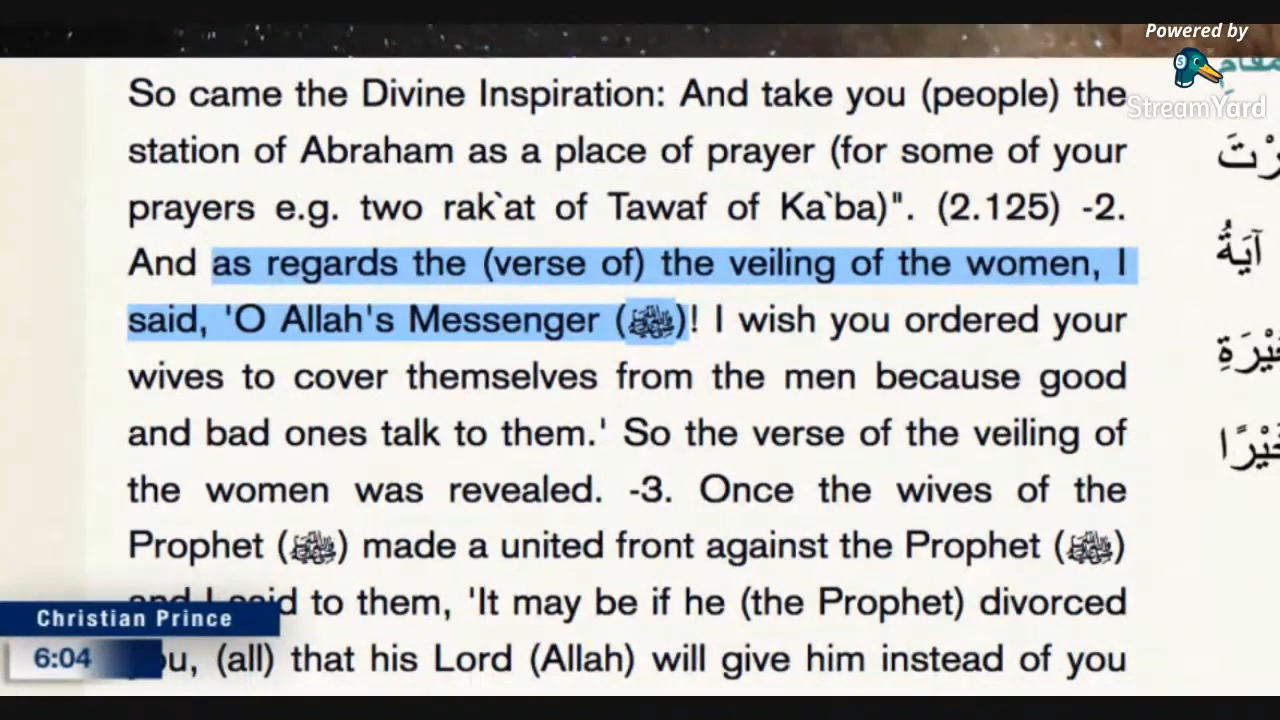 Powered by
StreamYard
So came the Divine Inspiration: And take you (people) the
station of Abraham as a place of prayer (for some of your
prayers e.g. two rak`at of Tawaf of Ka`ba)". (2.125) -2.
And as regards the (verse of) the veiling of the women, I
said, 'O Allah's Messenger (ﷺ)! I wish you ordered your
wives to cover themselves from the men because good
and bad ones talk to them.' So the verse of the veiling of
the women was revealed. -3. Once the wives of the
Prophet (ﷺ) made a united front against the Prophet (ﷺ)
and I said to them, 'It may be if he (the Prophet) divorced
you, (all) that his Lord (Allah) will give him instead of you
آيَةُ
Christian Prince
6:04